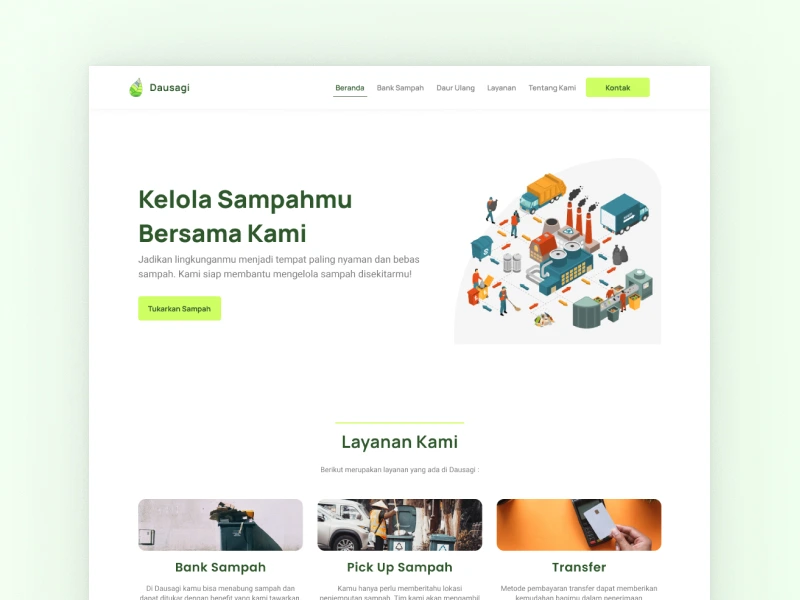 Dausagi
Beranda
Bank Sampah
Daur Ulang
Layanan
Tentang Kami
Kontak
Kelola Sampahmu
Bersama Kami
Jadikan lingkunganmu menjadi tempat paling nyaman dan bebas
sampah. Kami siap membantu mengelola sampah disekitarmu!
Tukarkan Sampah
Layanan Kami
Berikut merupakan layanan yang ada di Dausagi :
Bank Sampah
Pick Up Sampah
Transfer
Di Dausagi kamu bisa menabung sampah dan
dapat ditukar dengan benefit yang kami tawarkan
Kamu hanya perlu memberitahu lokasi
penjemputan sampah. Tim kami akan mengambil
Metode pembayaran transfer dapat memberikan
kemudahan bagimu dalam penerimaan